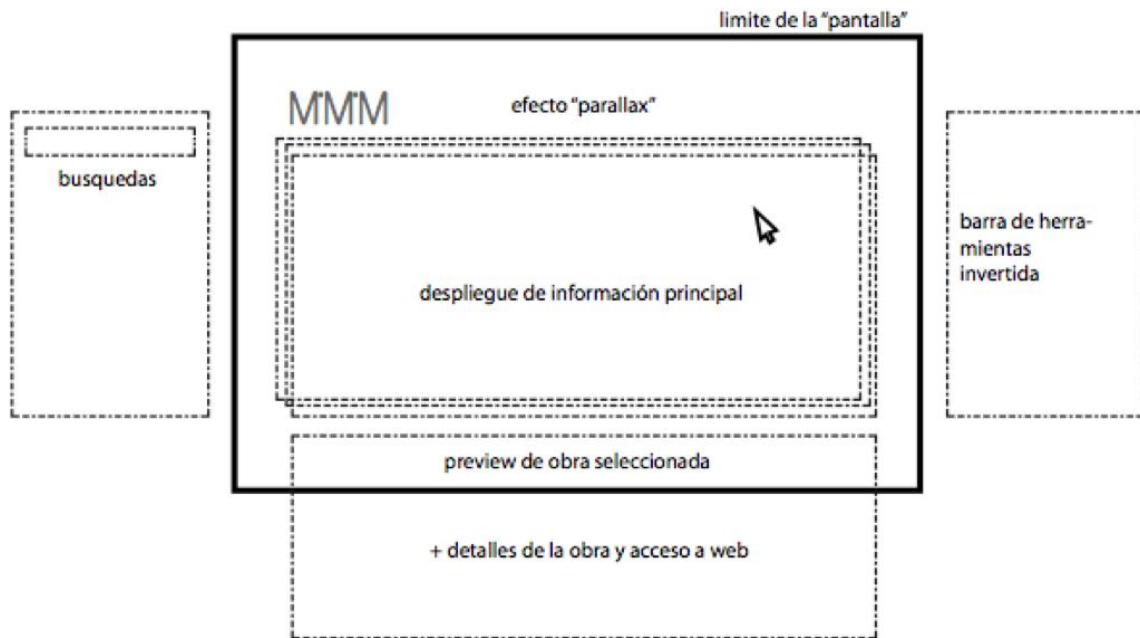 limite de la “pantalla”
MMM
efecto “parallax”
busquedas
barra de herra-
mientas
invertida
despliegue de información principal
preview de obra seleccionada
+ detalles de la obra y acceso a web